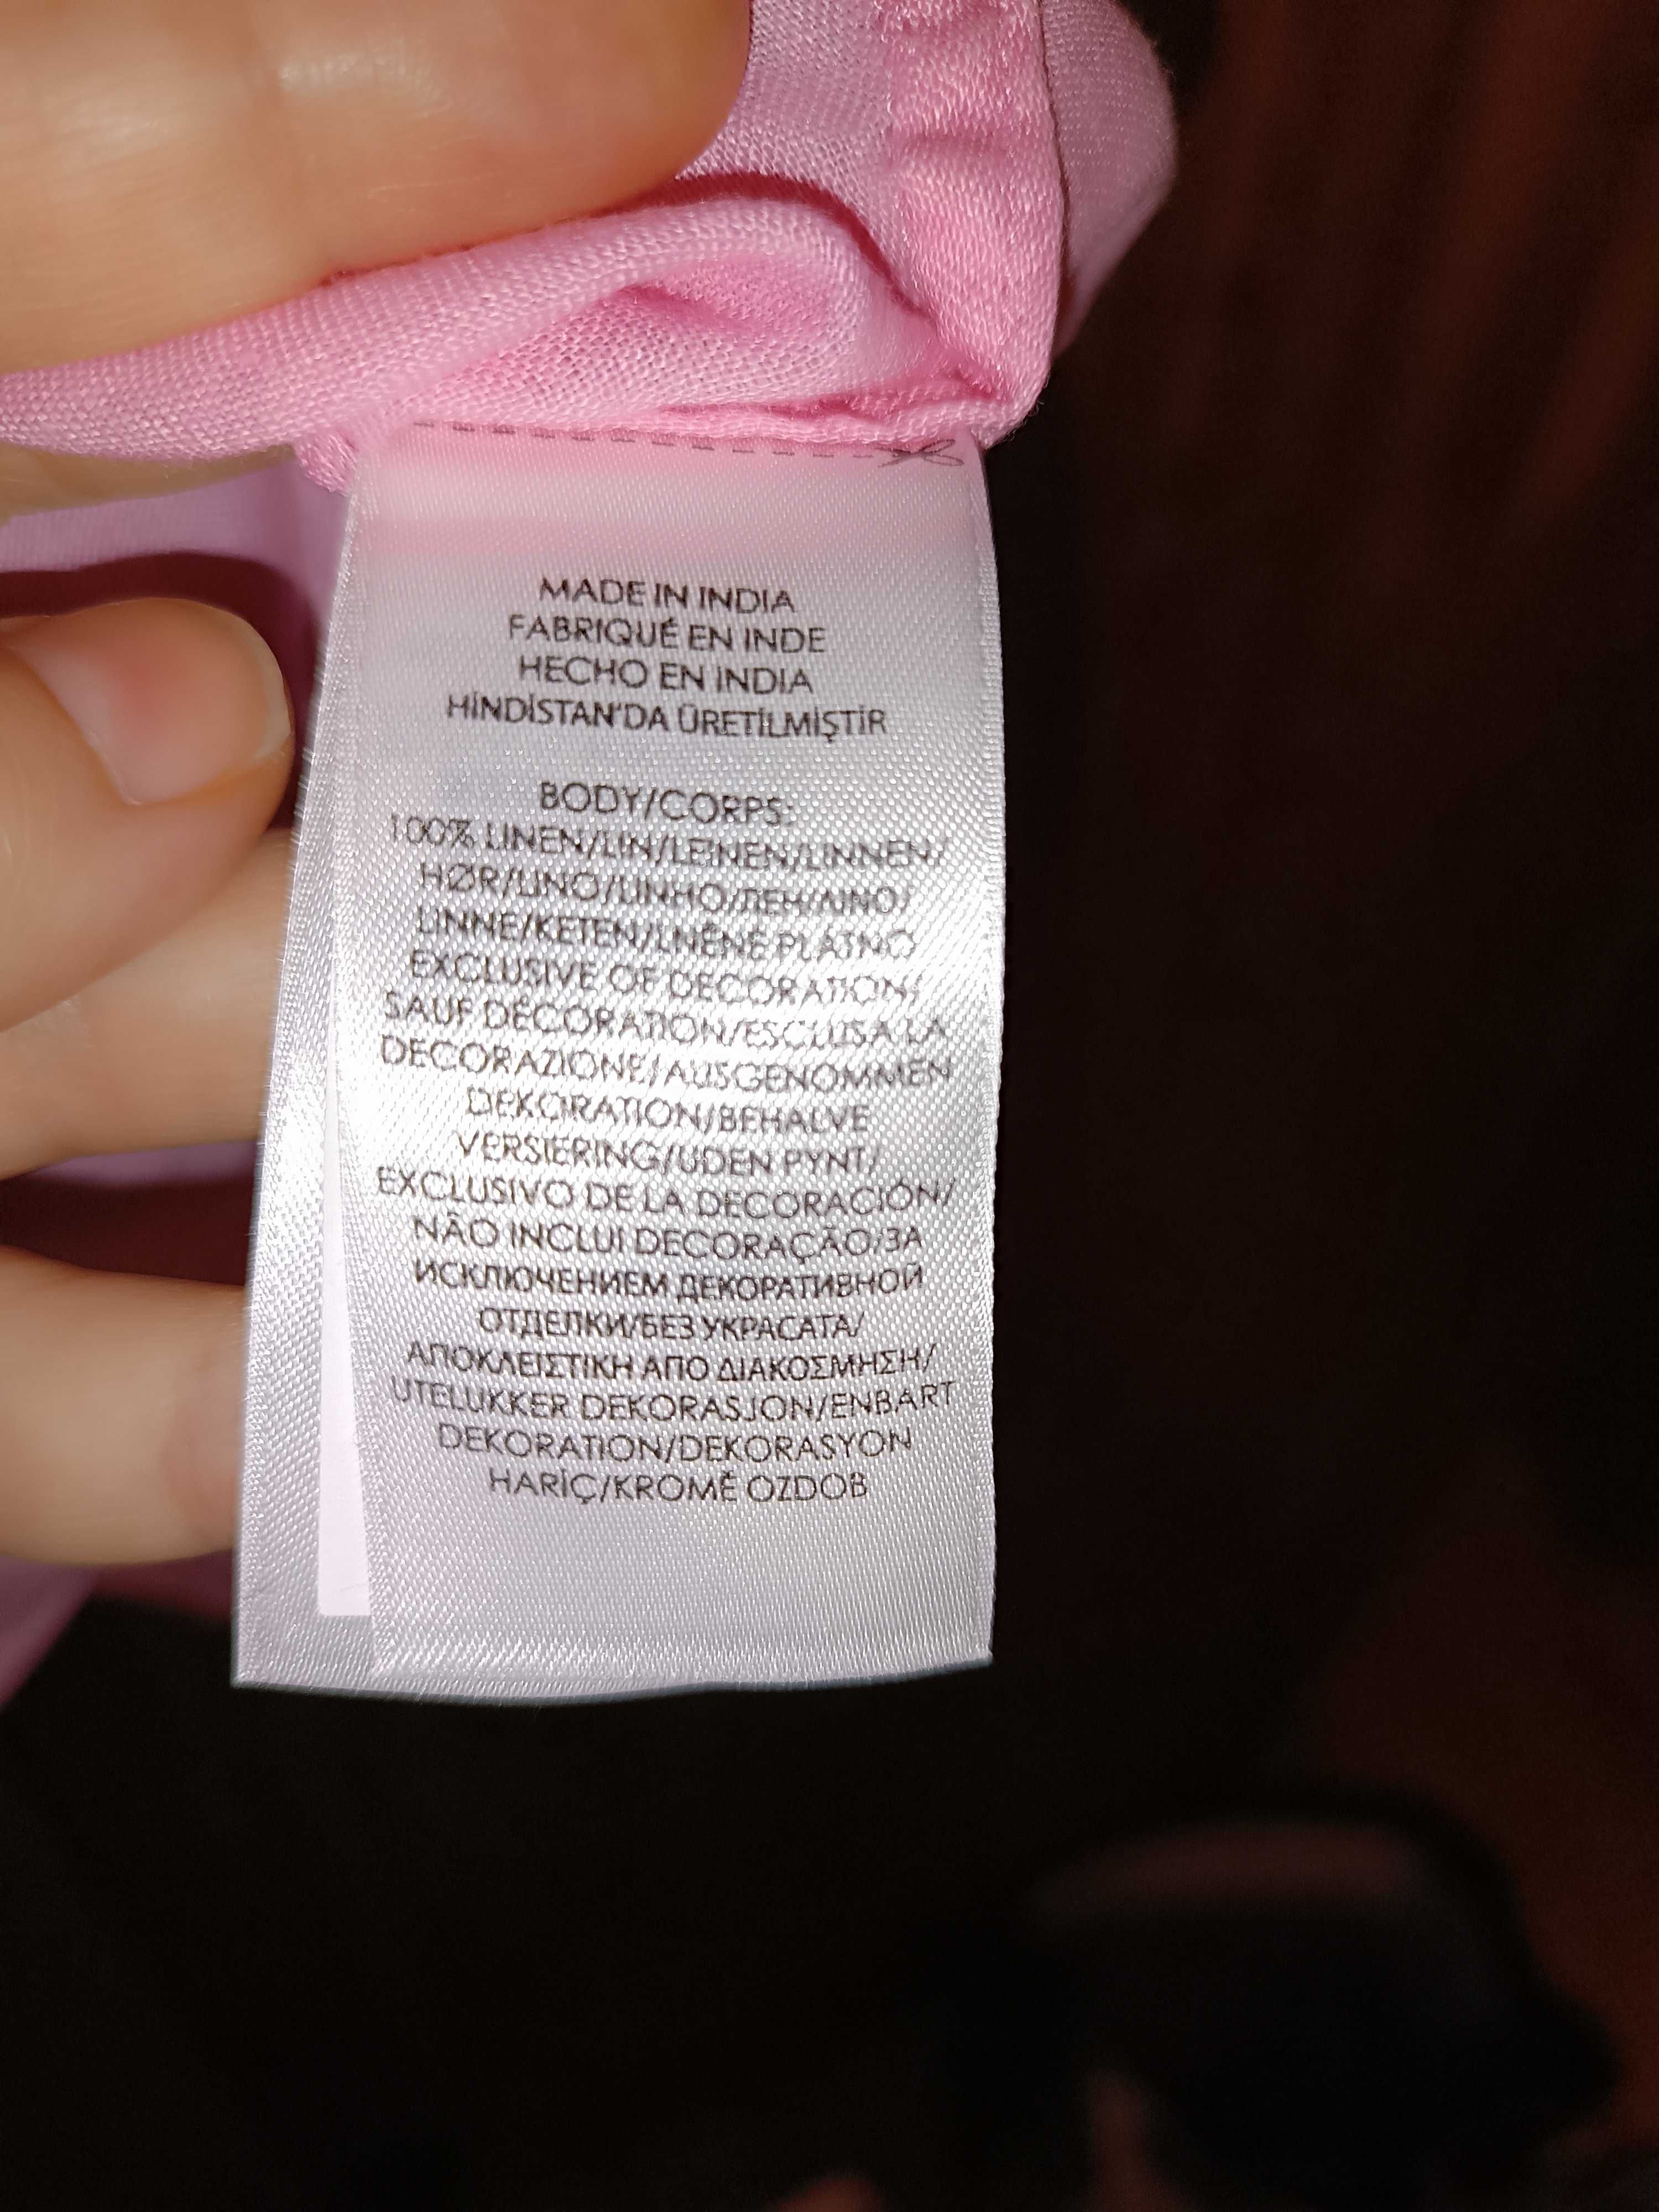 MADE IN INDIA
FABRIQUÉ EN INDE
HECHO EN INDIA
HİNDİSTAN'DA ÜRETİLMİŞTİR
BODY/CORPS:
100% LINEN/LIN/LEINEN/LINNEN/
HØR/LINO/LINHO/ЛЕН/ΛΙΝΟ/
LINNE/KETEN/LNĚNÉ PLÁTNO
EXCLUSIVE OF DECORATION/
SAUF DÉCORATION/ESCLUSA LA
DECORAZIONE/AUSGENOMMEN
DEKORATION/BEHALVE
VERSIERING/UDEN PYNT/
EXCLUSIVO DE LA DECORACIÓN/
NÃO INCLUI DECORAÇÃO/ЗА
ИСКЛЮЧЕНИЕМ ДЕКОРАТИВНОЙ
ОТДЕЛКИ/БЕЗ УКРАСАТА/
ΑΠΟΚΛΕΙΣΤΙΚΗ ΑΠΟ ΔΙΑΚΟΣΜΗΣΗ/
UTELUKKER DEKORASJON/ENBART
DEKORATION/DEKORASYON
HARİÇ/KROMĚ OZDOB